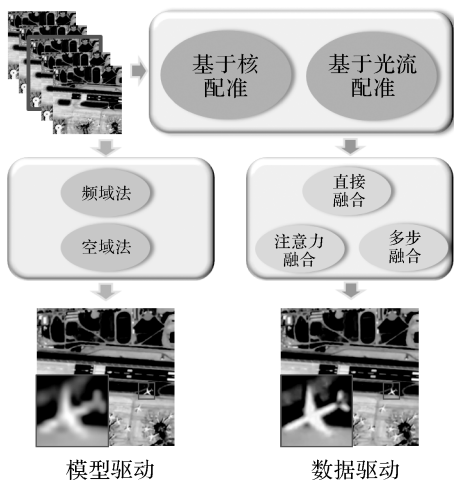 基于核
配准
基于光流
配准
频域法
空域法
直接
融合
注意力
融合
多步
融合
模型驱动
数据驱动